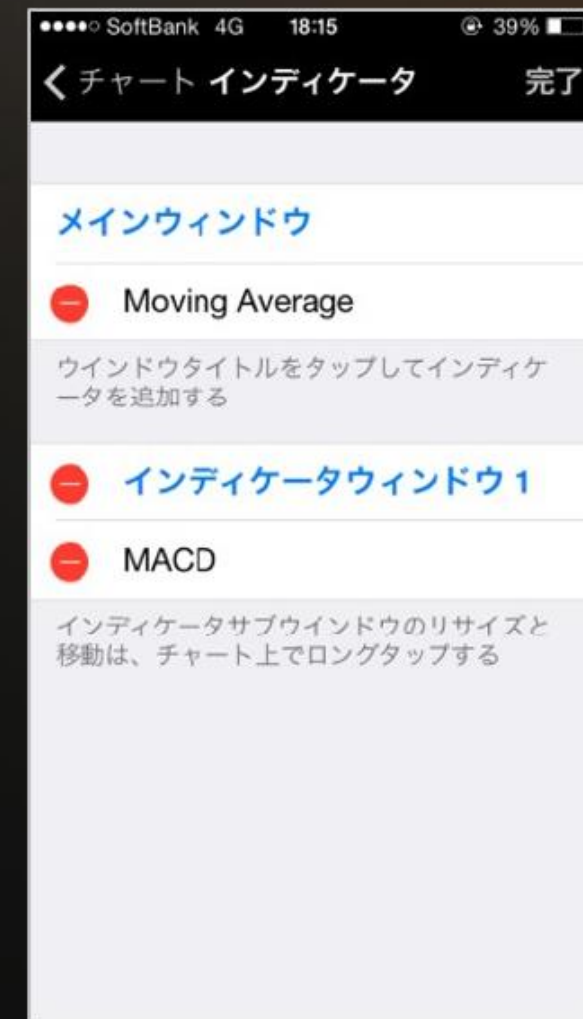 SoftBank 4G 18:15 39%
チャート インディケータ 完了
メインウィンドウ
Moving Average
ウインドウタイトルをタップしてインディケ
ータを追加する
インディケータウィンドウ 1
MACD
インディケータサブウインドウのリサイズと
移動は、チャート上でロングタップする